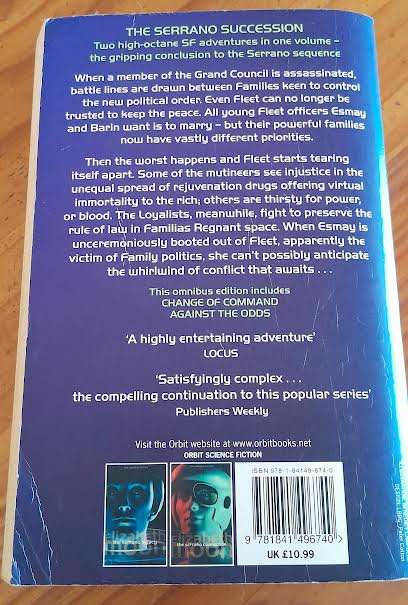 THE SERRANO SUCCESSION
Two high-octane SF adventures in one volume –
the gripping conclusion to the Serrano sequence
When a member of the Grand Council is assassinated,
battle lines are drawn between Families keen to control
the new political order. Even Fleet can no longer be
trusted to keep the peace. All young Fleet officers Esmay
and Barin want is to marry – but their powerful families
now have vastly different priorities.
Then the worst happens and Fleet starts tearing
itself apart. Some of the mutineers see injustice in the
unequal spread of rejuvenation drugs offering virtual
immortality to the rich; others are thirsty for power,
or blood. The Loyalists, meanwhile, fight to preserve the
rule of law in Familias Regnant space. When Esmay is
unceremoniously booted out of Fleet, apparently the
victim of Family politics, she can't possibly anticipate
the whirlwind of conflict that awaits . . .
This omnibus edition includes
CHANGE OF COMMAND
AGAINST THE ODDS
'A highly entertaining adventure'
LOCUS
'Satisfyingly complex . . .
the compelling continuation to this popular series'
Publishers Weekly
Visit the Orbit website at www.orbitbooks.net
ORBIT SCIENCE FICTION
ISBN 978-1-84149-674-0
9 781841 496740 >
UK £10.99